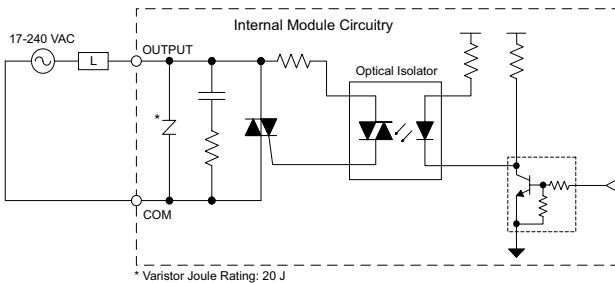 Internal Module Circuitry
17-240 VAC
L
OUTPUT
Optical Isolator
*
COM
* Varistor Joule Rating: 20 J